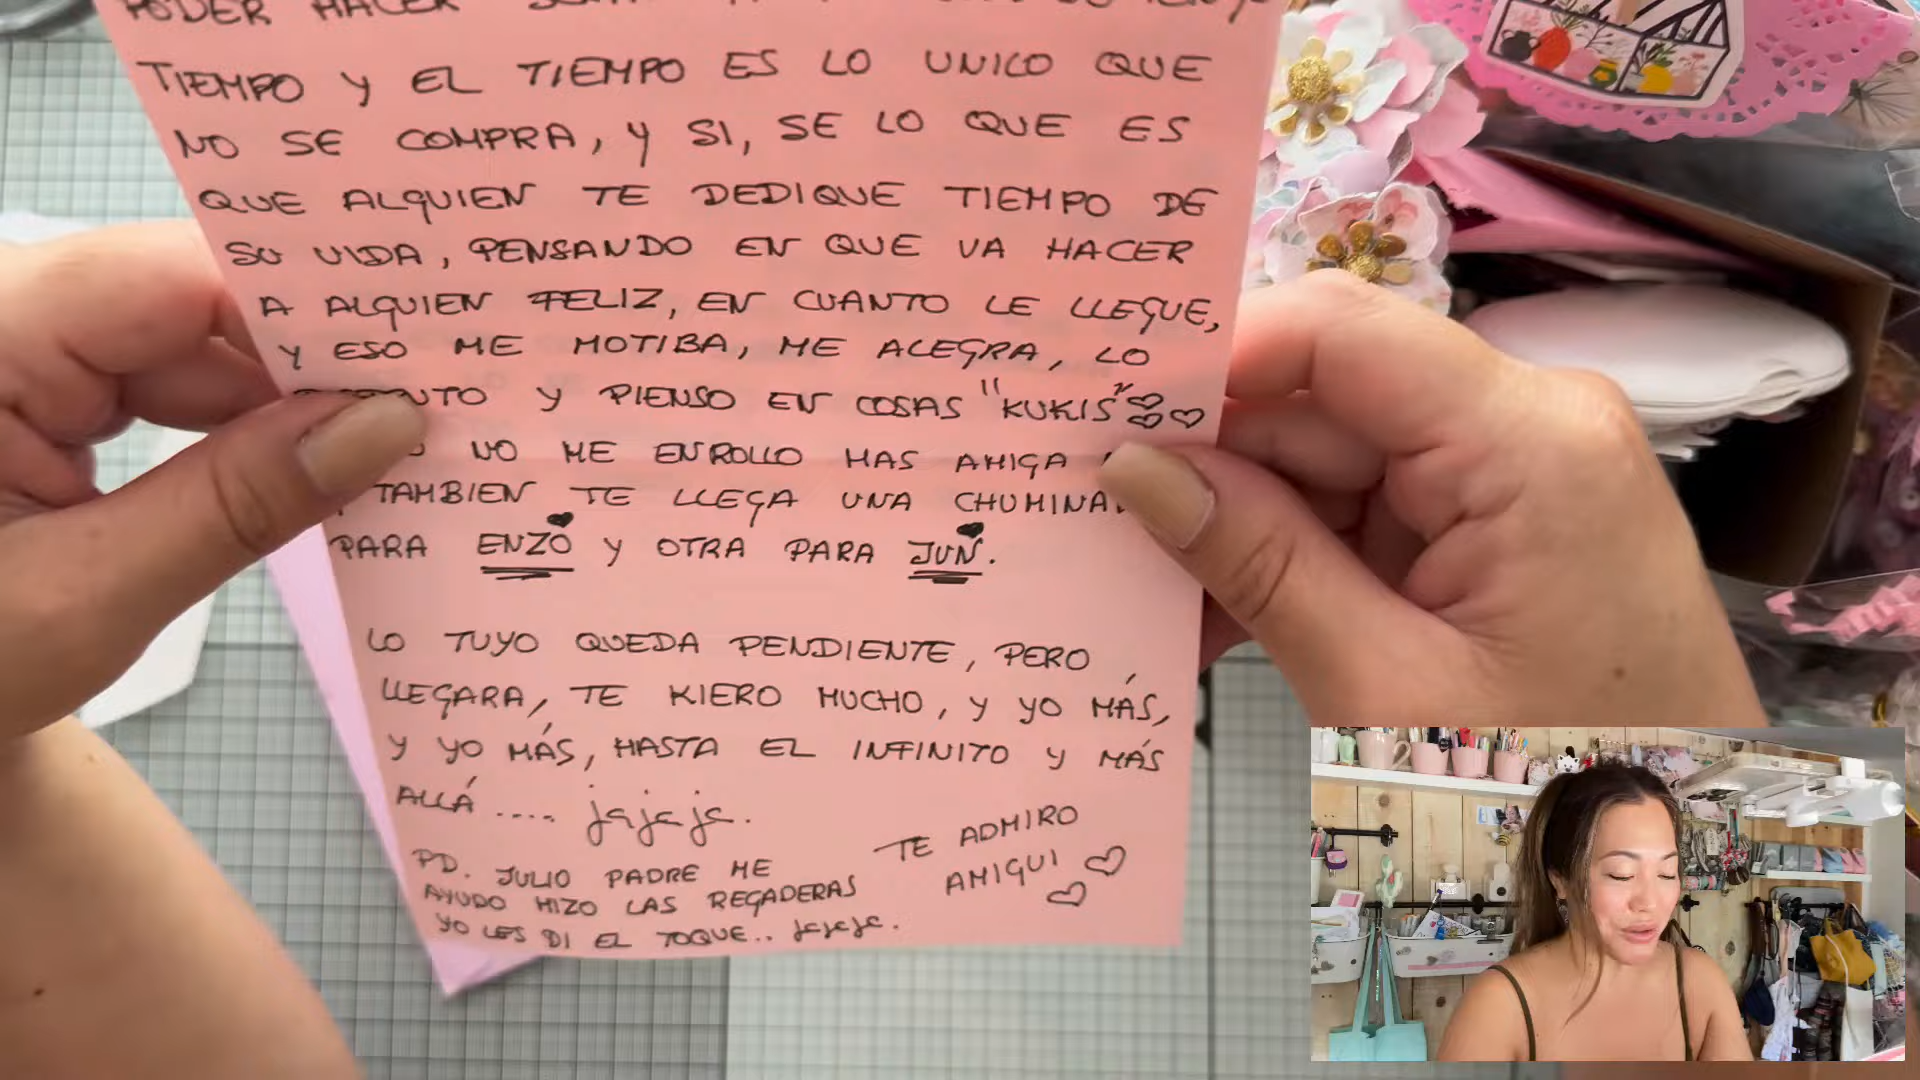 PODER HACER
TIEMPO Y EL TIEMPO ES LO UNICO QUE
NO SE COMPRA, Y SI, SE LO QUE ES
QUE ALGUIEN TE DEDIQUE TIEMPO DE
SU VIDA, PENSANDO EN QUE VA HACER
A ALGUIEN FELIZ, EN CUANTO LE LLEGUE,
Y ESO ME MOTIBA, ME ALEGRA, LO
Y PIENSO EN COSAS "KUKIS"
NO ME ENROLLO MAS AMIGA
TAMBIEN TE LLEGA UNA
PARA ENZO Y OTRA PARA JUN.
LO TUYO QUEDA PENDIENTE, PERO
LLEGARÁ, TE KIERO MUCHO, Y YO MÁS,
Y YO MÁS, HASTA EL INFINITO Y MÁS
ALLÁ .... jajaja.
TE ADMIRO
AMIGUI
PD. JULIO PADRE ME
AYUDO HIZO LAS REGADERAS
YO LES DI EL TOQUE.. jajaja.